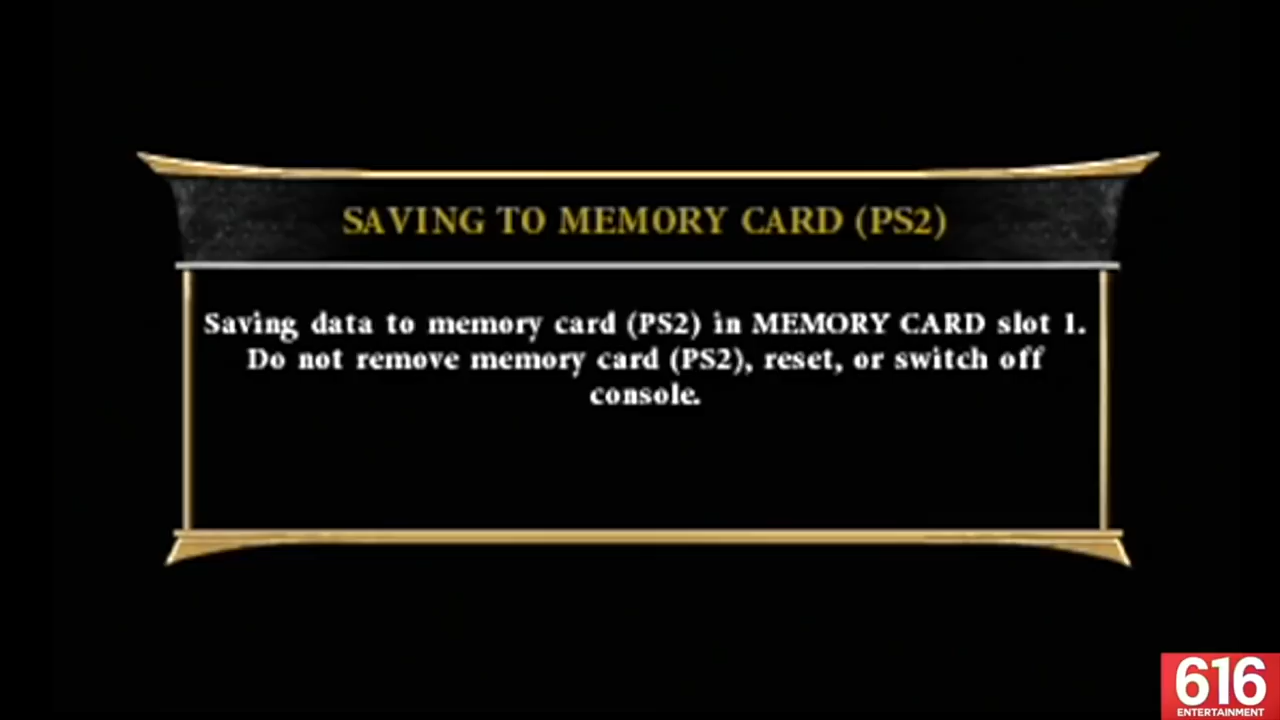 SAVING TO MEMORY CARD (PS2)
Saving data to memory card (PS2) in MEMORY CARD slot 1.
Do not remove memory card (PS2), reset, or switch off
console.
616
ENTERTAINMENT